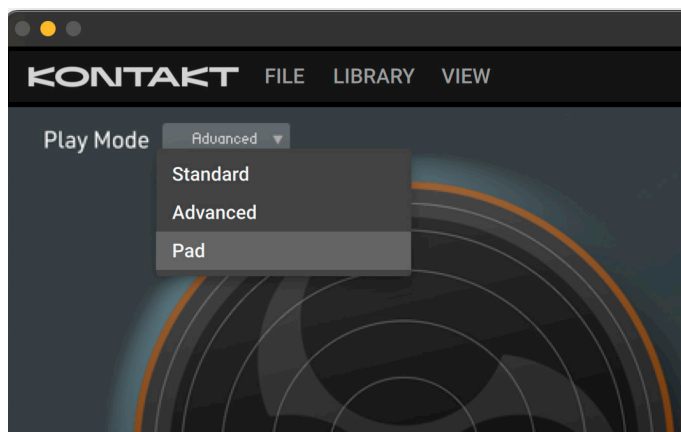 KONTAKT FILE LIBRARY VIEW
Play Mode Advanced
Standard
Advanced
Pad